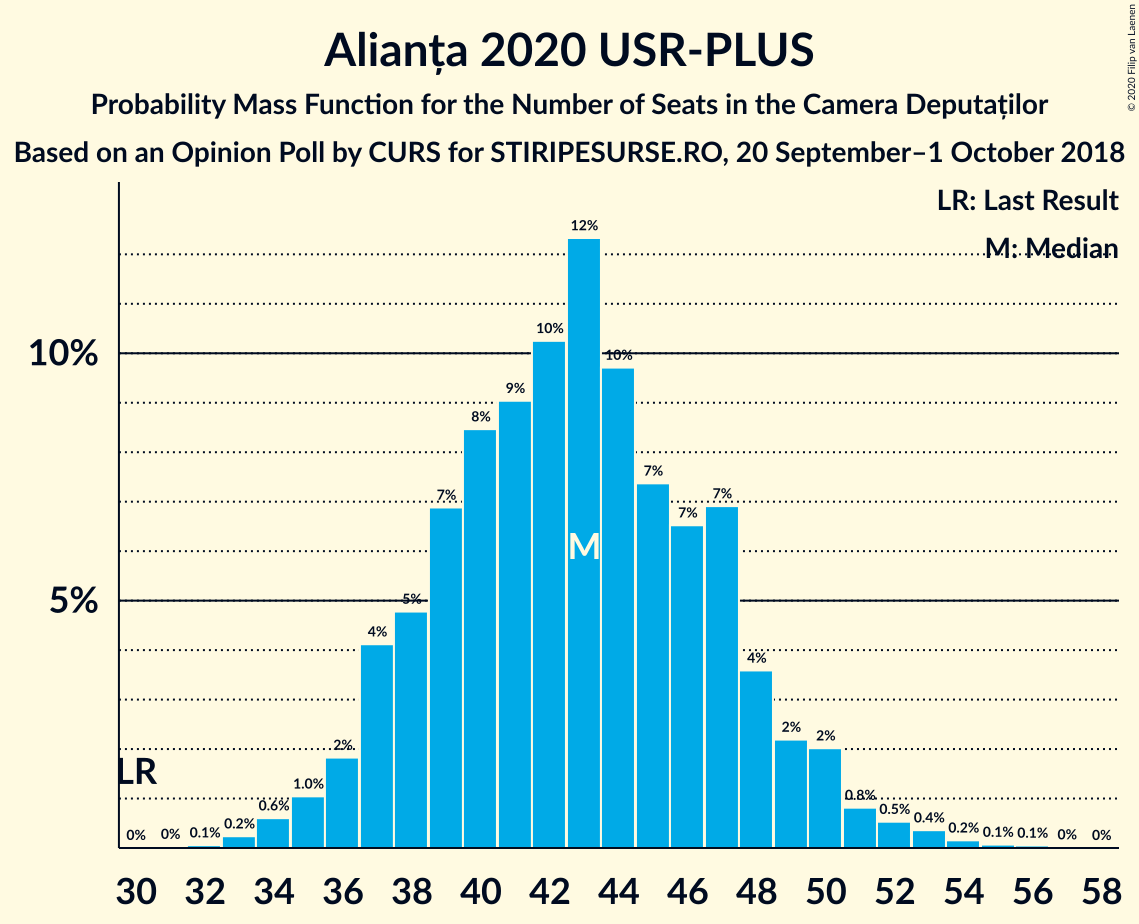 Alianța 2020 USR-PLUS
Probability Mass Function for the Number of Seats in the Camera Deputaților
Based on an Opinion Poll by CURS for STIRIPESURSE.RO, 20 September–1 October 2018
© 2020 Filip van Laenen
LR: Last Result
M: Median
10%
5%
LR
M
0% 0% 0.1% 0.2% 0.6% 1.0% 2% 4% 5% 7% 8% 9% 10% 12% 10% 7% 7% 7% 4% 2% 2% 0.8% 0.5% 0.4% 0.2% 0.1% 0.1% 0% 0%
30 32 34 36 38 40 42 44 46 48 50 52 54 56 58